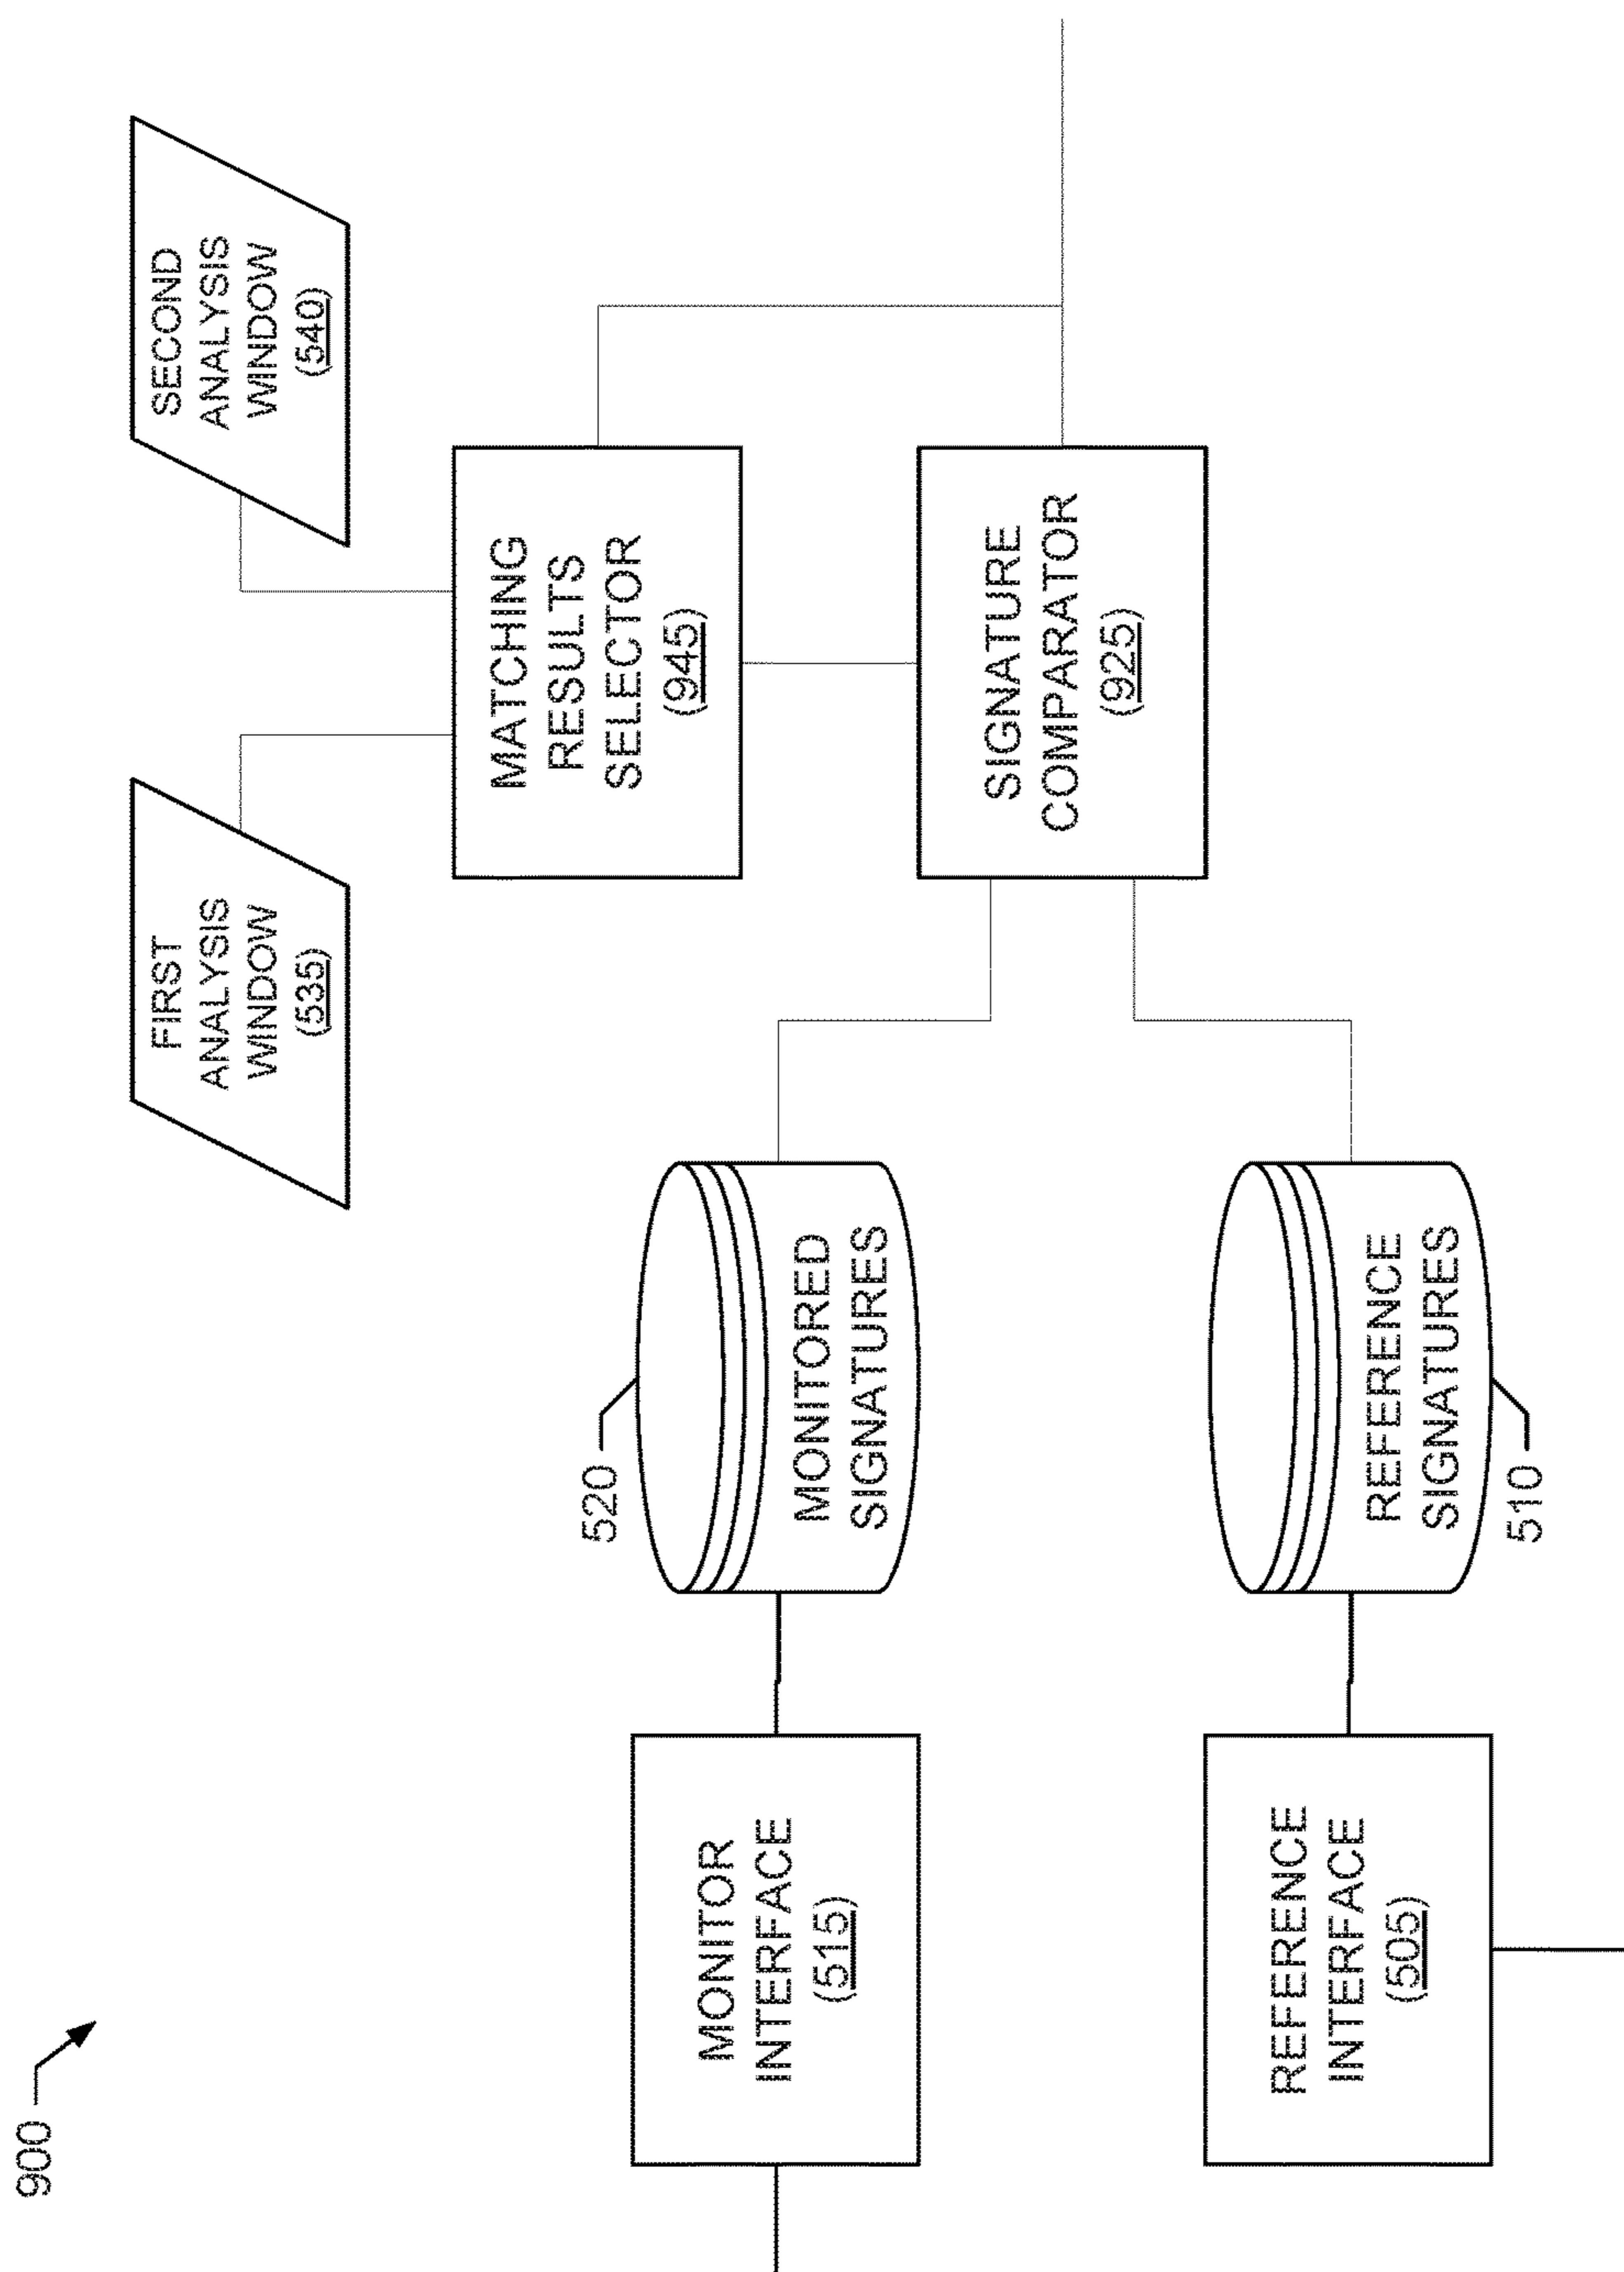 900
FIRST
ANALYSIS
WINDOW
(535)
SECOND
ANALYSIS
WINDOW
(540)
MATCHING
RESULTS
SELECTOR
(945)
520
MONITOR
INTERFACE
(515)
MONITORED
SIGNATURES
SIGNATURE
COMPARATOR
(925)
REFERENCE
INTERFACE
(505)
REFERENCE
SIGNATURES
510